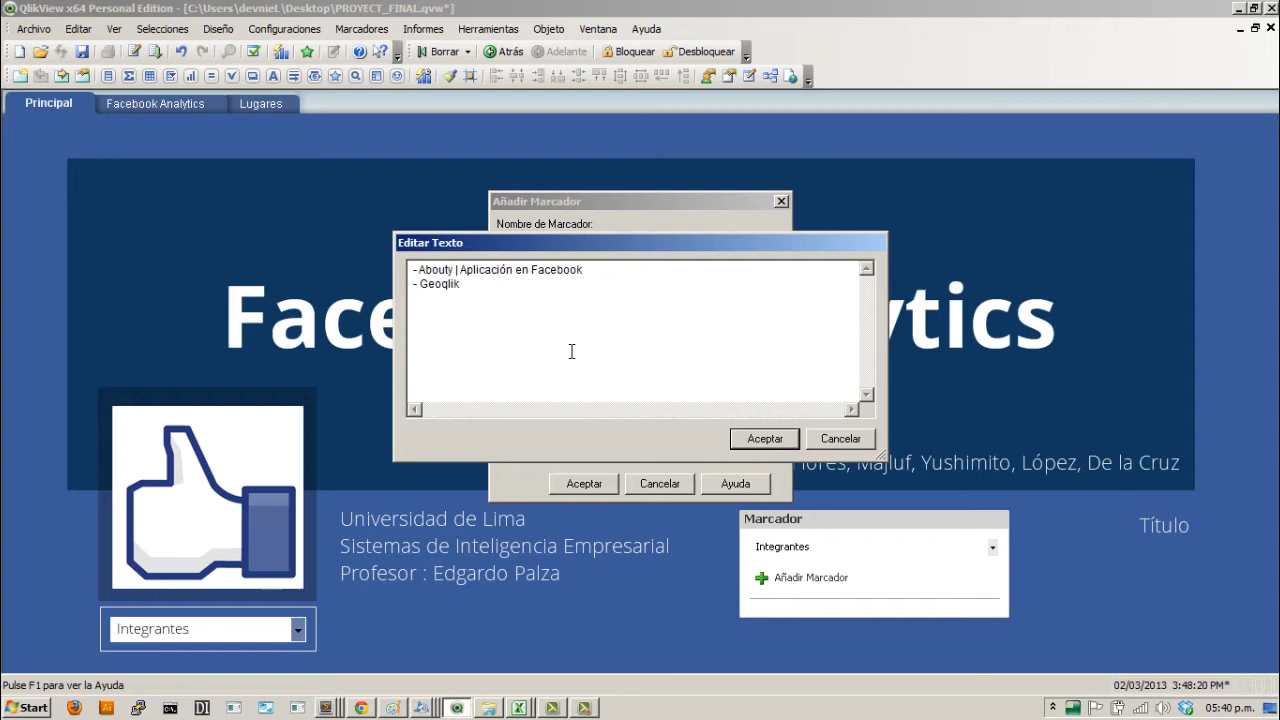 QlikView x64 Personal Edition - [C:\Users\devnieL\Desktop\PROYECT_FINAL.qvw*]
Archivo Editar Ver Selecciones Diseño Configuraciones Marcadores Informes Herramientas Objeto Ventana Ayuda
Borrar Atrás Adelante Bloquear Desbloquear
Principal Facebook Analytics Lugares
Añadir Marcador
Nombre de Marcador:
Editar Texto
- Abouty | Aplicación en Facebook
- Geoqlik
Face ytics
Aceptar Cancelar
lores, Majluf, Yushimito, López, De la Cruz
Aceptar Cancelar Ayuda
Universidad de Lima
Sistemas de Inteligencia Empresarial
Profesor : Edgardo Palza
Marcador
Integrantes
Añadir Marcador
Título
Integrantes
Pulse F1 para ver la Ayuda
02/03/2013 3:48:20 PM*
Start
DI
05:40 p.m.